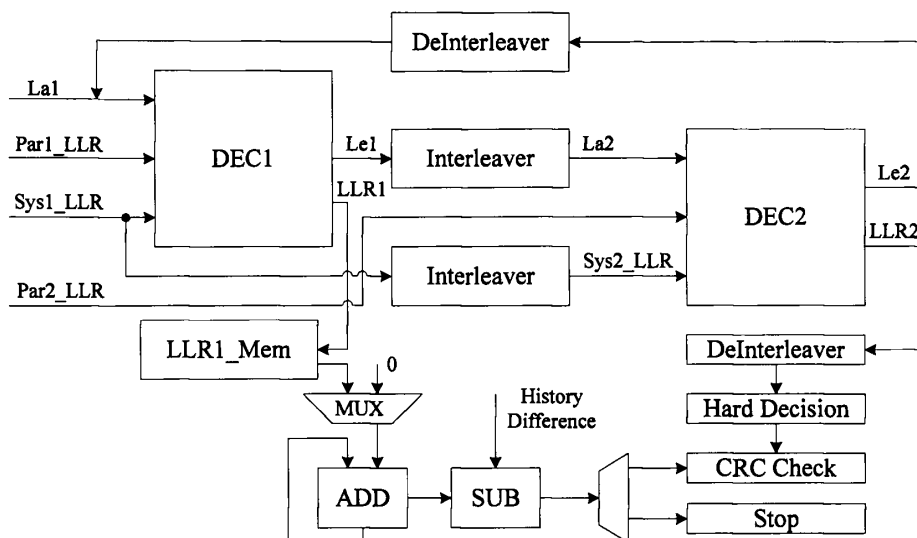 DeInterleaver
La1
Par1_LLR
DEC1
Le1
Interleaver
La2
DEC2
Le2
LLR1
Sys1_LLR
LLR2
Interleaver
Sys2_LLR
Par2_LLR
LLR1_Mem
DeInterleaver
0
MUX
History
Difference
Hard Decision
CRC Check
ADD
SUB
Stop